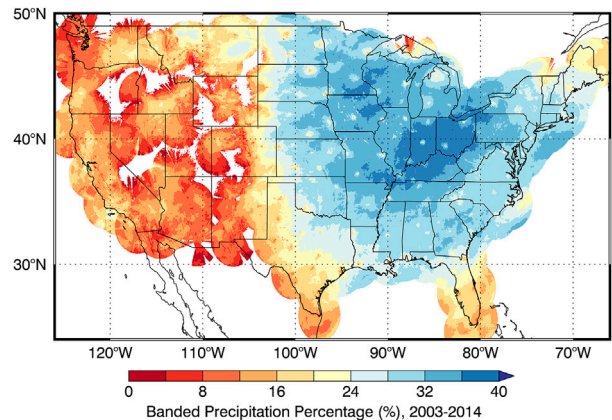 50°N
40°N
30°N
120°W 110°W 100°W 90°W 80°W 70°W
0 8 16 24 32 40
Banded Precipitation Percentage (%), 2003-2014